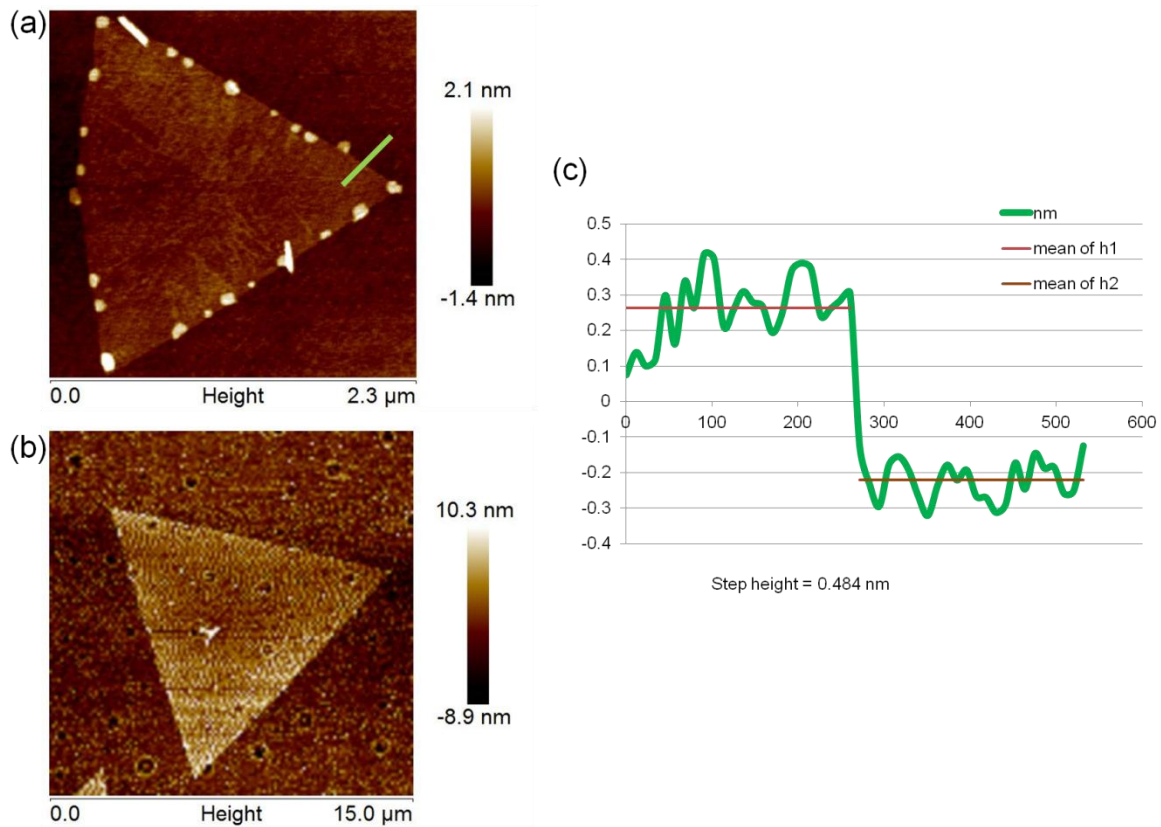 (a)
2.1 nm
-1.4 nm
0.0 Height 2.3 µm
(b)
10.3 nm
-8.9 nm
0.0 Height 15.0 µm
(c)
nm
mean of h1
mean of h2
0.5
0.4
0.3
0.2
0.1
0
-0.1
-0.2
-0.3
-0.4
0 100 200 300 400 500 600
Step height = 0.484 nm